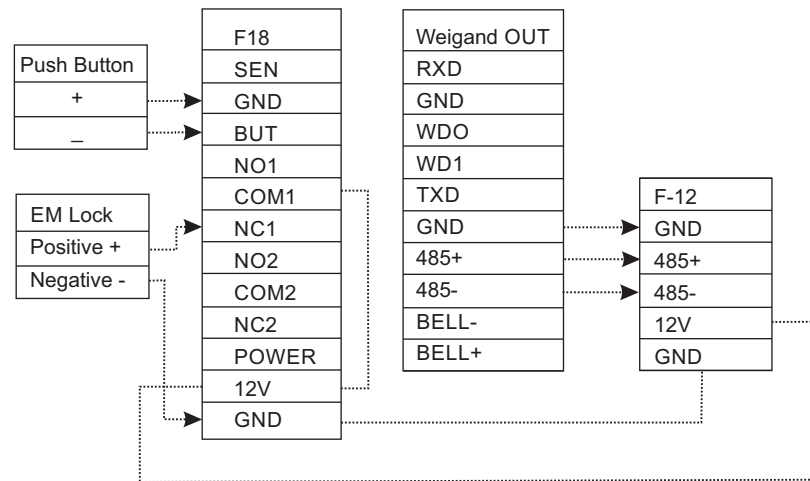 Push Button
+
_
EM Lock
Positive +
Negative -
F18
SEN
GND
BUT
NO1
COM1
NC1
NO2
COM2
NC2
POWER
12V
GND
Weigand OUT
RXD
GND
WDO
WD1
TXD
GND
485+
485-
BELL-
BELL+
F-12
GND
485+
485-
12V
GND